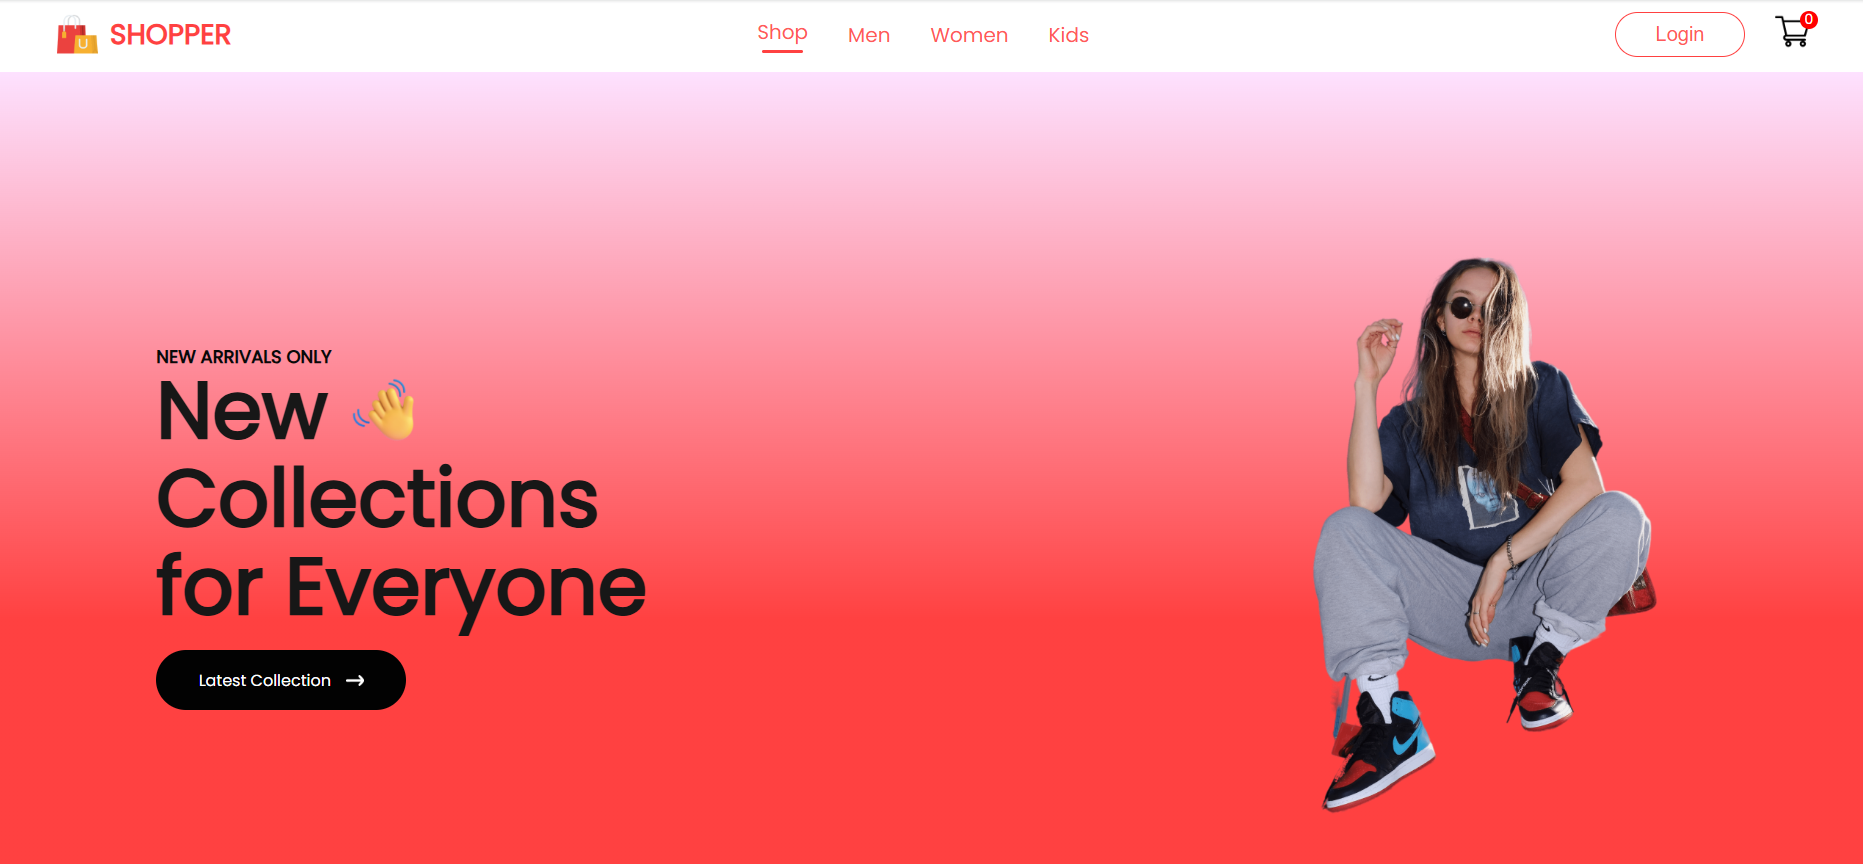 SHOPPER
Shop
Men
Women
Kids
Login
0
NEW ARRIVALS ONLY
New 👋
Collections
for Everyone
Latest Collection →